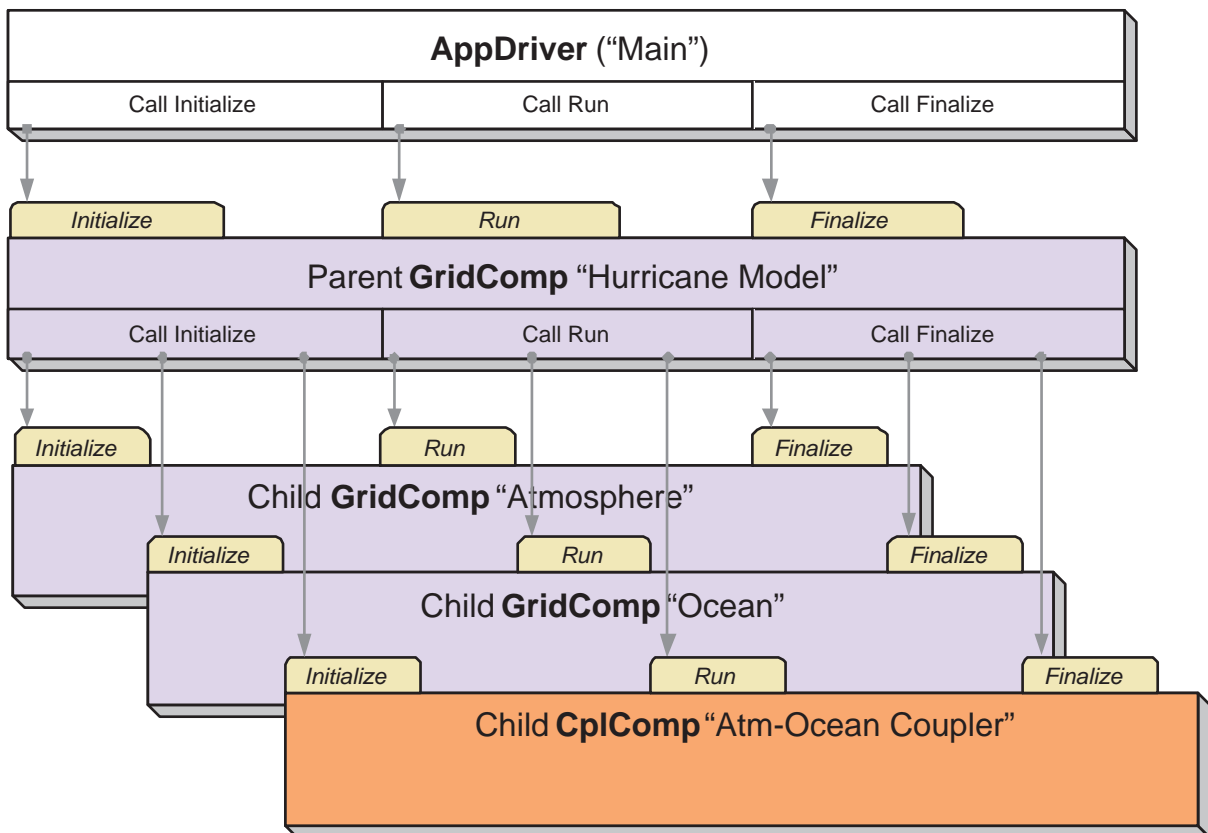 AppDriver (“Main”)
Call Initialize
Call Run
Call Finalize
Initialize
Run
Finalize
Parent GridComp “Hurricane Model”
Call Initialize
Call Run
Call Finalize
Initialize
Run
Finalize
Child GridComp “Atmosphere”
Initialize
Run
Finalize
Child GridComp “Ocean”
Initialize
Run
Finalize
Child CplComp “Atm-Ocean Coupler”